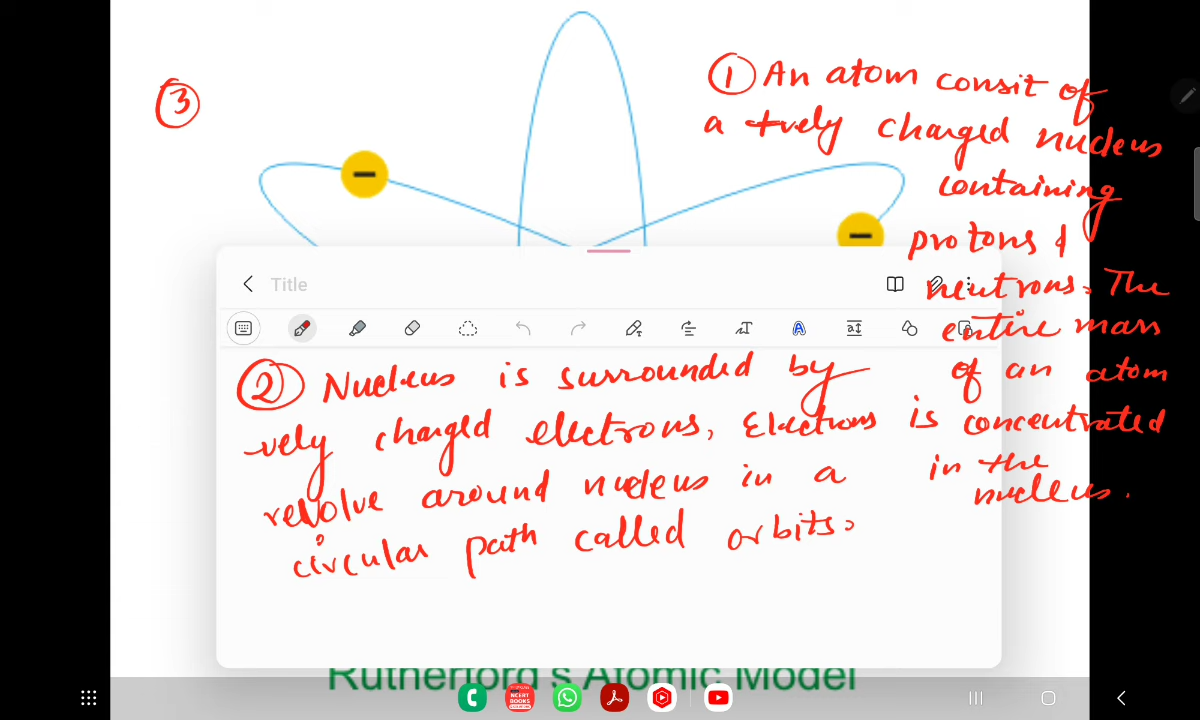 ③
① An atom consit of
a +vely charged nucleus
containing
protons &
neutrons. The
entire mass
of an atom
is concentrated
in the
nucleus.
Title
② Nucleus is surrounded by
-vely charged electrons, Electrons
revolve around nucleus in a
circular path called orbits.
Rutherford's Atomic Model
NCERT
BOOKS